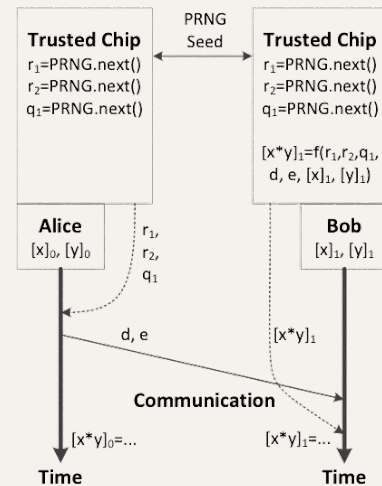 PRNG
Seed
Trusted Chip
r₁=PRNG.next()
r₂=PRNG.next()
q₁=PRNG.next()
Trusted Chip
r₁=PRNG.next()
r₂=PRNG.next()
q₁=PRNG.next()
[x*y]₁=f(r₁,r₂,q₁,
d, e, [x]₁, [y]₁)
Alice
[x]₀, [y]₀
r₁,
r₂,
q₁
Bob
[x]₁, [y]₁
d, e
[x*y]₁
Communication
[x*y]₀=...
[x*y]₁=...
Time
Time